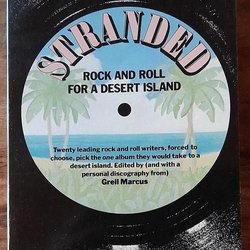 STRANDED
ROCK AND ROLL
FOR A DESERT ISLAND
Twenty leading rock and roll writers, forced to
choose, pick the one album they would take to a
desert island. Edited by (and with a
personal discography from)
Greil Marcus